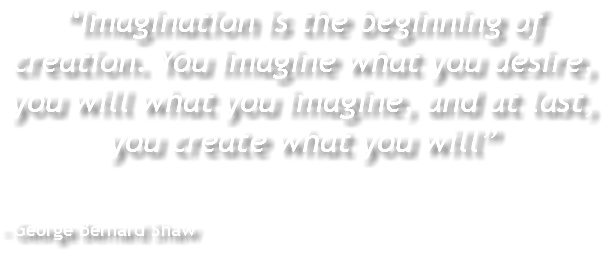 "Imagination is the beginning of
creation. You imagine what you desire,
you will what you imagine, and at last,
you create what you will”
- George Bernard Shaw